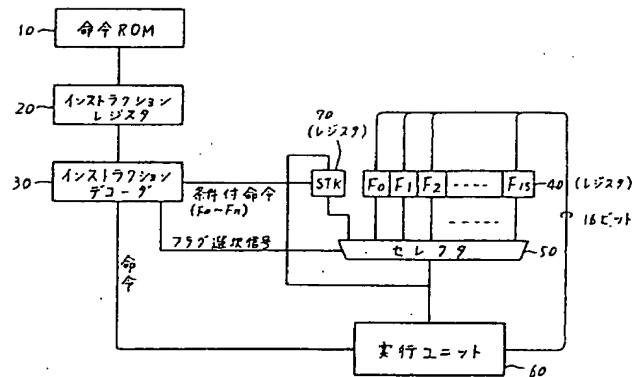 10
命令ROM
20
インストラクション
レジスタ
30
インストラクション
デコーダ
条件付命令
(F0~Fn)
フラグ選択信号
命令
70
(レジスタ)
STK
F0 F1 F2 ---- F15
40 (レジスタ)
-----
16ビット
セレクタ
50
実行ユニット
60